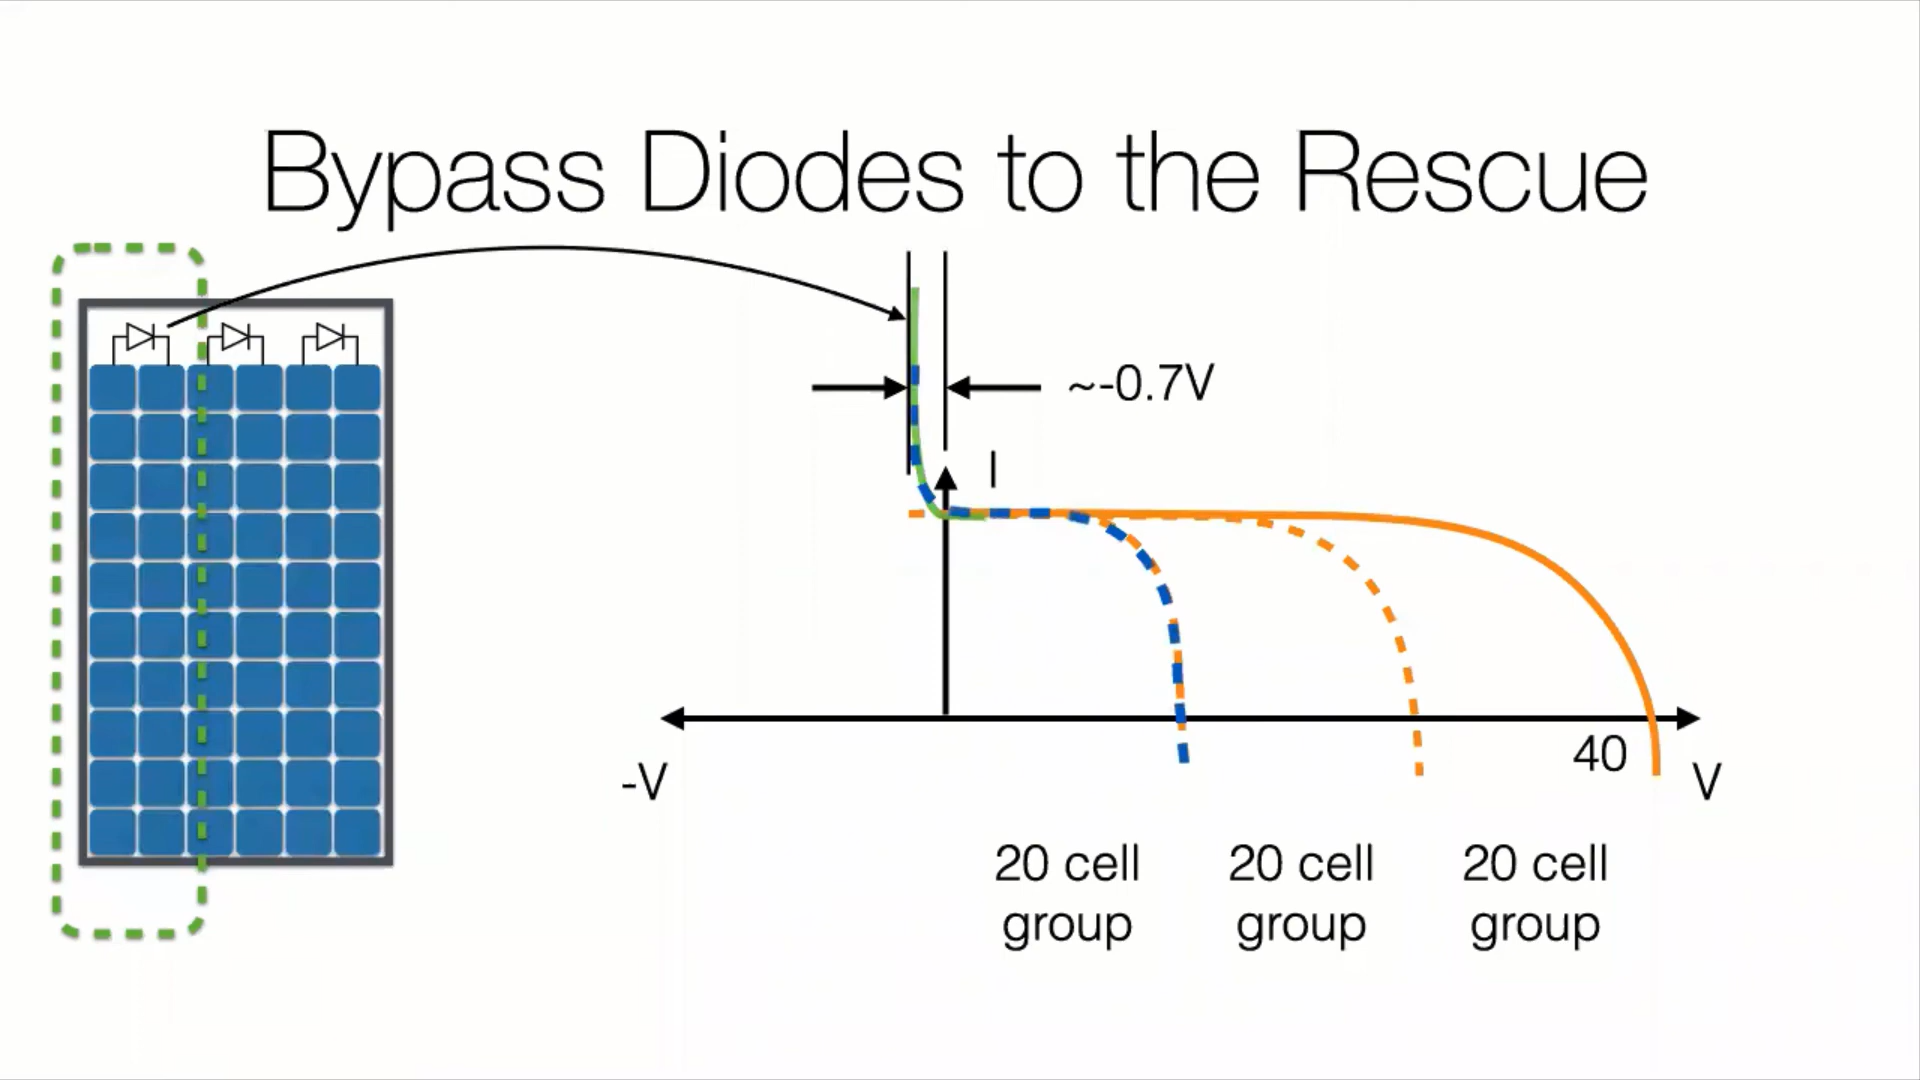 Bypass Diodes to the Rescue
~-0.7V
I
40
-V
V
20 cell
group
20 cell
group
20 cell
group